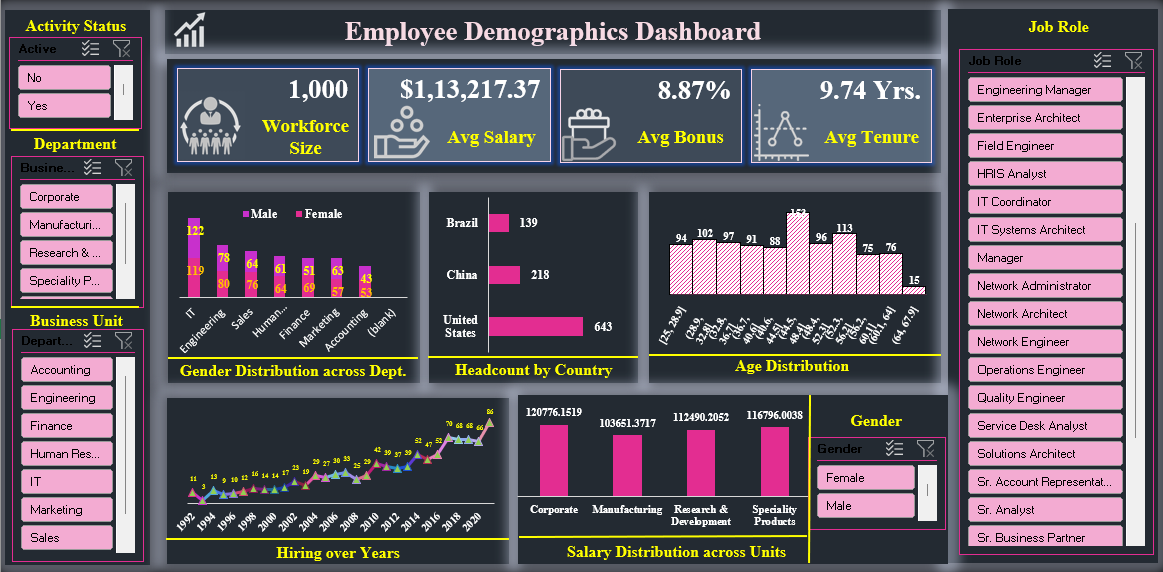 Activity Status
Active
No
Yes
Department
Busine...
Corporate
Manufacturi...
Research & ...
Speciality P...
Business Unit
Depart...
Accounting
Engineering
Finance
Human Res...
IT
Marketing
Sales
Employee Demographics Dashboard
1,000
Workforce
Size
$1,13,217.37
Avg Salary
8.87%
Avg Bonus
9.74 Yrs.
Avg Tenure
Male Female
122 78 64 61 51 63 43
119 80 76 64 69 57 53
IT
Engineering
Sales
Human...
Finance
Marketing
Accounting
(blank)
Gender Distribution across Dept.
Brazil 139
China 218
United
States 643
Headcount by Country
94 102 97 91 88 152 96 113 75 76 15
[25, 28.9]
(28.9,
32.8]
(32.8,
36.7]
(36.7,
40.6]
(40.6,
44.5]
(44.5,
48.4]
(48.4,
52.3]
(52.3,
56.2]
(56.2,
60.1]
(60.1, 64]
(64, 67.9]
Age Distribution
11 3 13 9 10 12 16 14 14 17 23 19 29 27 30 33 25 29 42 39 37 39 52 47 52 70 68 68 66 86
1992 1994 1996 1998 2000 2002 2004 2006 2008 2010 2012 2014 2016 2018 2020
Hiring over Years
120776.1519 103651.3717 112490.2052 116796.0038
Corporate Manufacturing Research &
Development Speciality
Products
Salary Distribution across Units
Gender
Gender
Female
Male
Job Role
Job Role
Engineering Manager
Enterprise Architect
Field Engineer
HRIS Analyst
IT Coordinator
IT Systems Architect
Manager
Network Administrator
Network Architect
Network Engineer
Operations Engineer
Quality Engineer
Service Desk Analyst
Solutions Architect
Sr. Account Representat...
Sr. Analyst
Sr. Business Partner